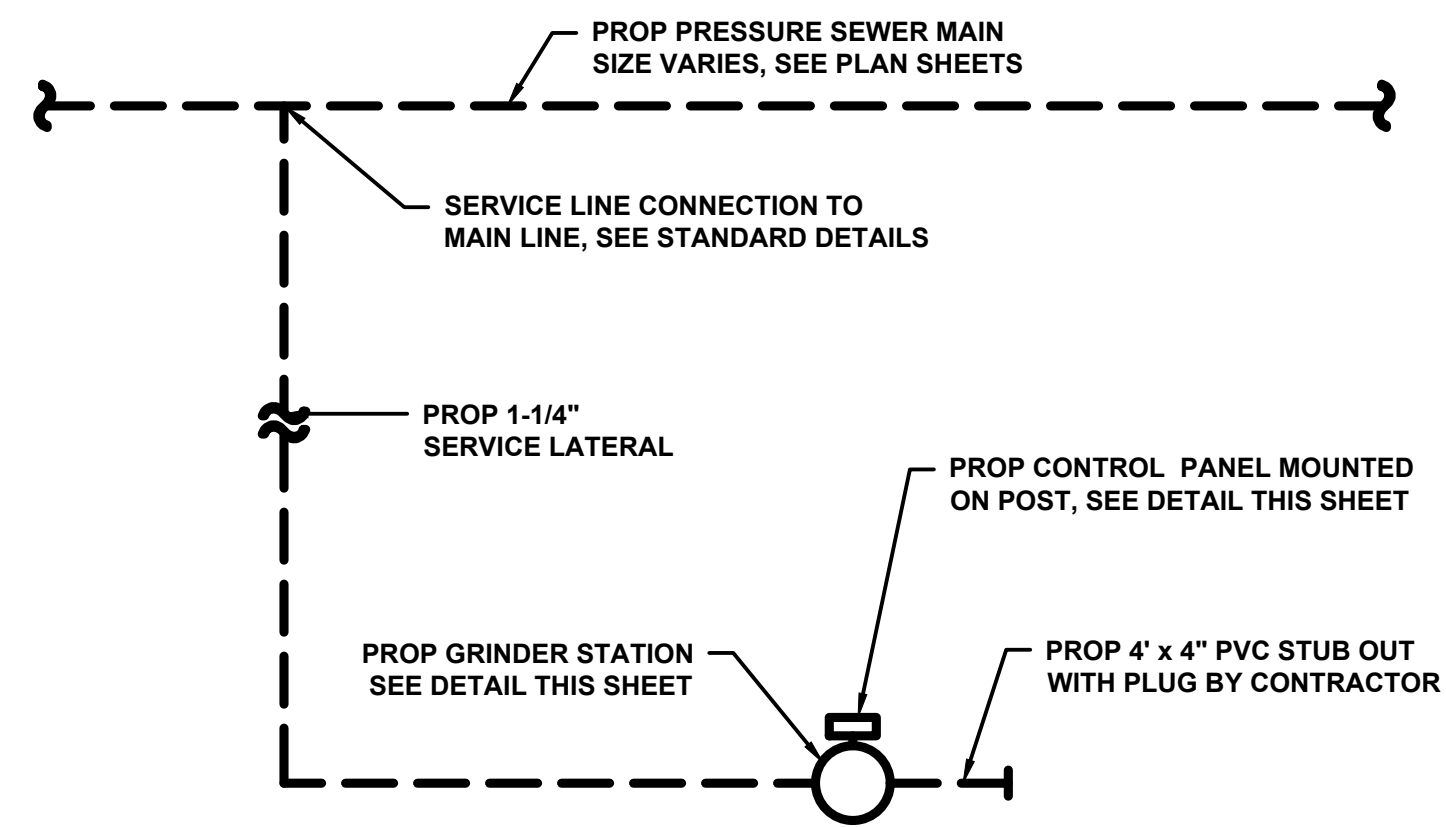 PROP PRESSURE SEWER MAIN
SIZE VARIES, SEE PLAN SHEETS
SERVICE LINE CONNECTION TO
MAIN LINE, SEE STANDARD DETAILS
PROP 1-1/4"
SERVICE LATERAL
PROP CONTROL PANEL MOUNTED
ON POST, SEE DETAIL THIS SHEET
PROP GRINDER STATION
SEE DETAIL THIS SHEET
PROP 4' x 4" PVC STUB OUT
WITH PLUG BY CONTRACTOR